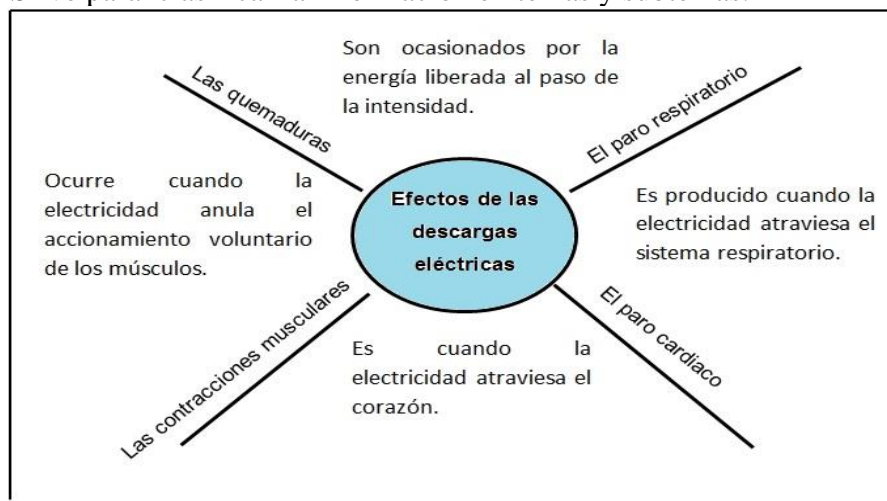 Son ocasionados por la
energía liberada al paso de
la intensidad.
Las quemaduras
El paro respiratorio
Ocurre cuando la
electricidad anula el
accionamiento voluntario
de los músculos.
Efectos de las
descargas
eléctricas
Es producido cuando la
electricidad atraviesa el
sistema respiratorio.
Las contracciones musculares
Es cuando la
electricidad atraviesa el
corazón.
El paro cardiaco